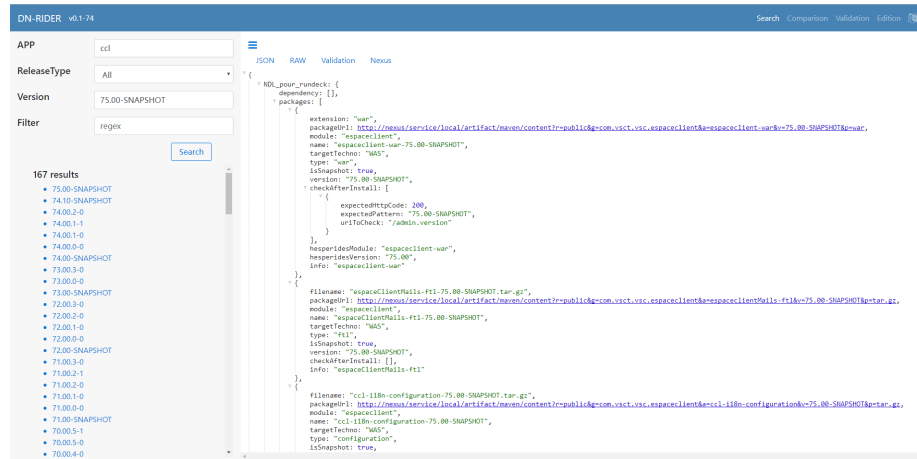 DN-RIDER v0.1-74
Search Comparison Validation Edition
APP
ccl
ReleaseType
All
Version
75.00-SNAPSHOT
Filter
regex
Search
167 results
75.00-SNAPSHOT
74.10-SNAPSHOT
74.00.2-0
74.00.1-1
74.00.1-0
74.00.0-0
74.00-SNAPSHOT
73.00.3-0
73.00.0-0
73.00-SNAPSHOT
72.00.3-0
72.00.2-0
72.00.1-0
72.00.0-0
72.00-SNAPSHOT
71.00.3-0
71.00.2-1
71.00.2-0
71.00.1-0
71.00.0-0
71.00-SNAPSHOT
70.00.5-1
70.00.5-0
70.00.4-0
JSON RAW Validation Nexus
{
NDL_pour_rundeck: {
dependency: [],
packages: [
{
extension: "war",
packageUrl: http://nexus/service/local/artifact/maven/content?r=public&g=com.vsct.vsc.espaceclient&a=espaceclient-war&v=75.00-SNAPSHOT&p=war,
module: "espaceclient",
name: "espaceclient-war-75.00-SNAPSHOT",
targetTechno: "WAS",
type: "war",
isSnapshot: true,
version: "75.00-SNAPSHOT",
checkAfterInstall: [
{
expectedHttpCode: 200,
expectedPattern: "75.00-SNAPSHOT",
uriToCheck: "/admin.version"
}
],
hesperidesModule: "espaceclient-war",
hesperidesVersion: "75.00",
info: "espaceclient-war"
},
{
filename: "espaceClientMails-ftl-75.00-SNAPSHOT.tar.gz",
packageUrl: http://nexus/service/local/artifact/maven/content?r=public&g=com.vsct.vsc.espaceclient&a=espaceclientMails-ftl&v=75.00-SNAPSHOT&p=tar.gz,
module: "espaceclient",
name: "espaceClientMails-ftl-75.00-SNAPSHOT",
targetTechno: "WAS",
type: "ftl",
isSnapshot: true,
version: "75.00-SNAPSHOT",
checkAfterInstall: [],
info: "espaceClientMails-ftl"
},
{
filename: "ccl-i18n-configuration-75.00-SNAPSHOT.tar.gz",
packageUrl: http://nexus/service/local/artifact/maven/content?r=public&g=com.vsct.vsc.espaceclient&a=ccl-i18n-configuration&v=75.00-SNAPSHOT&p=tar.gz,
module: "espaceclient",
name: "ccl-i18n-configuration-75.00-SNAPSHOT",
targetTechno: "WAS",
type: "configuration",
isSnapshot: true,